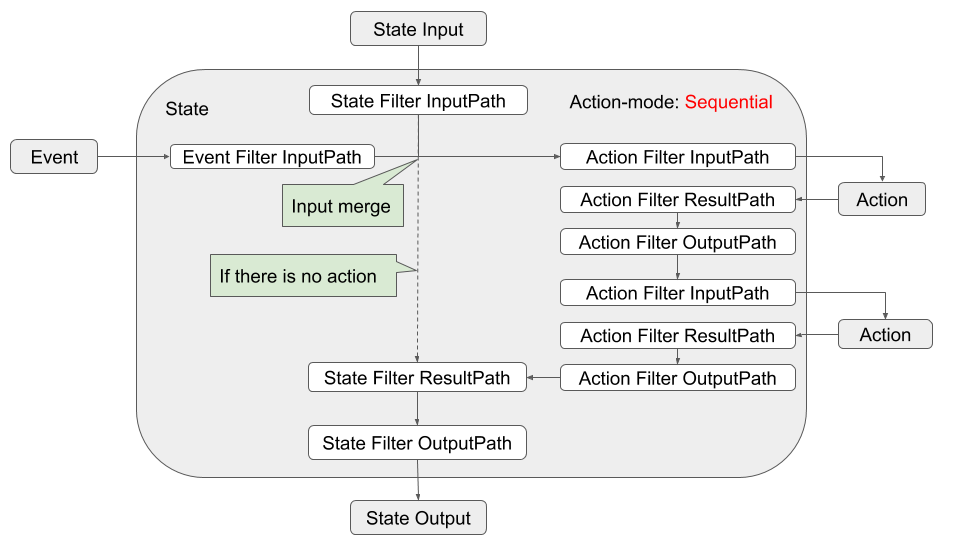 State Input
State Filter InputPath
State
Action-mode: Sequential
Event
Event Filter InputPath
Action Filter InputPath
Input merge
Action Filter ResultPath
Action
Action Filter OutputPath
If there is no action
Action Filter InputPath
Action Filter ResultPath
Action
State Filter ResultPath
Action Filter OutputPath
State Filter OutputPath
State Output